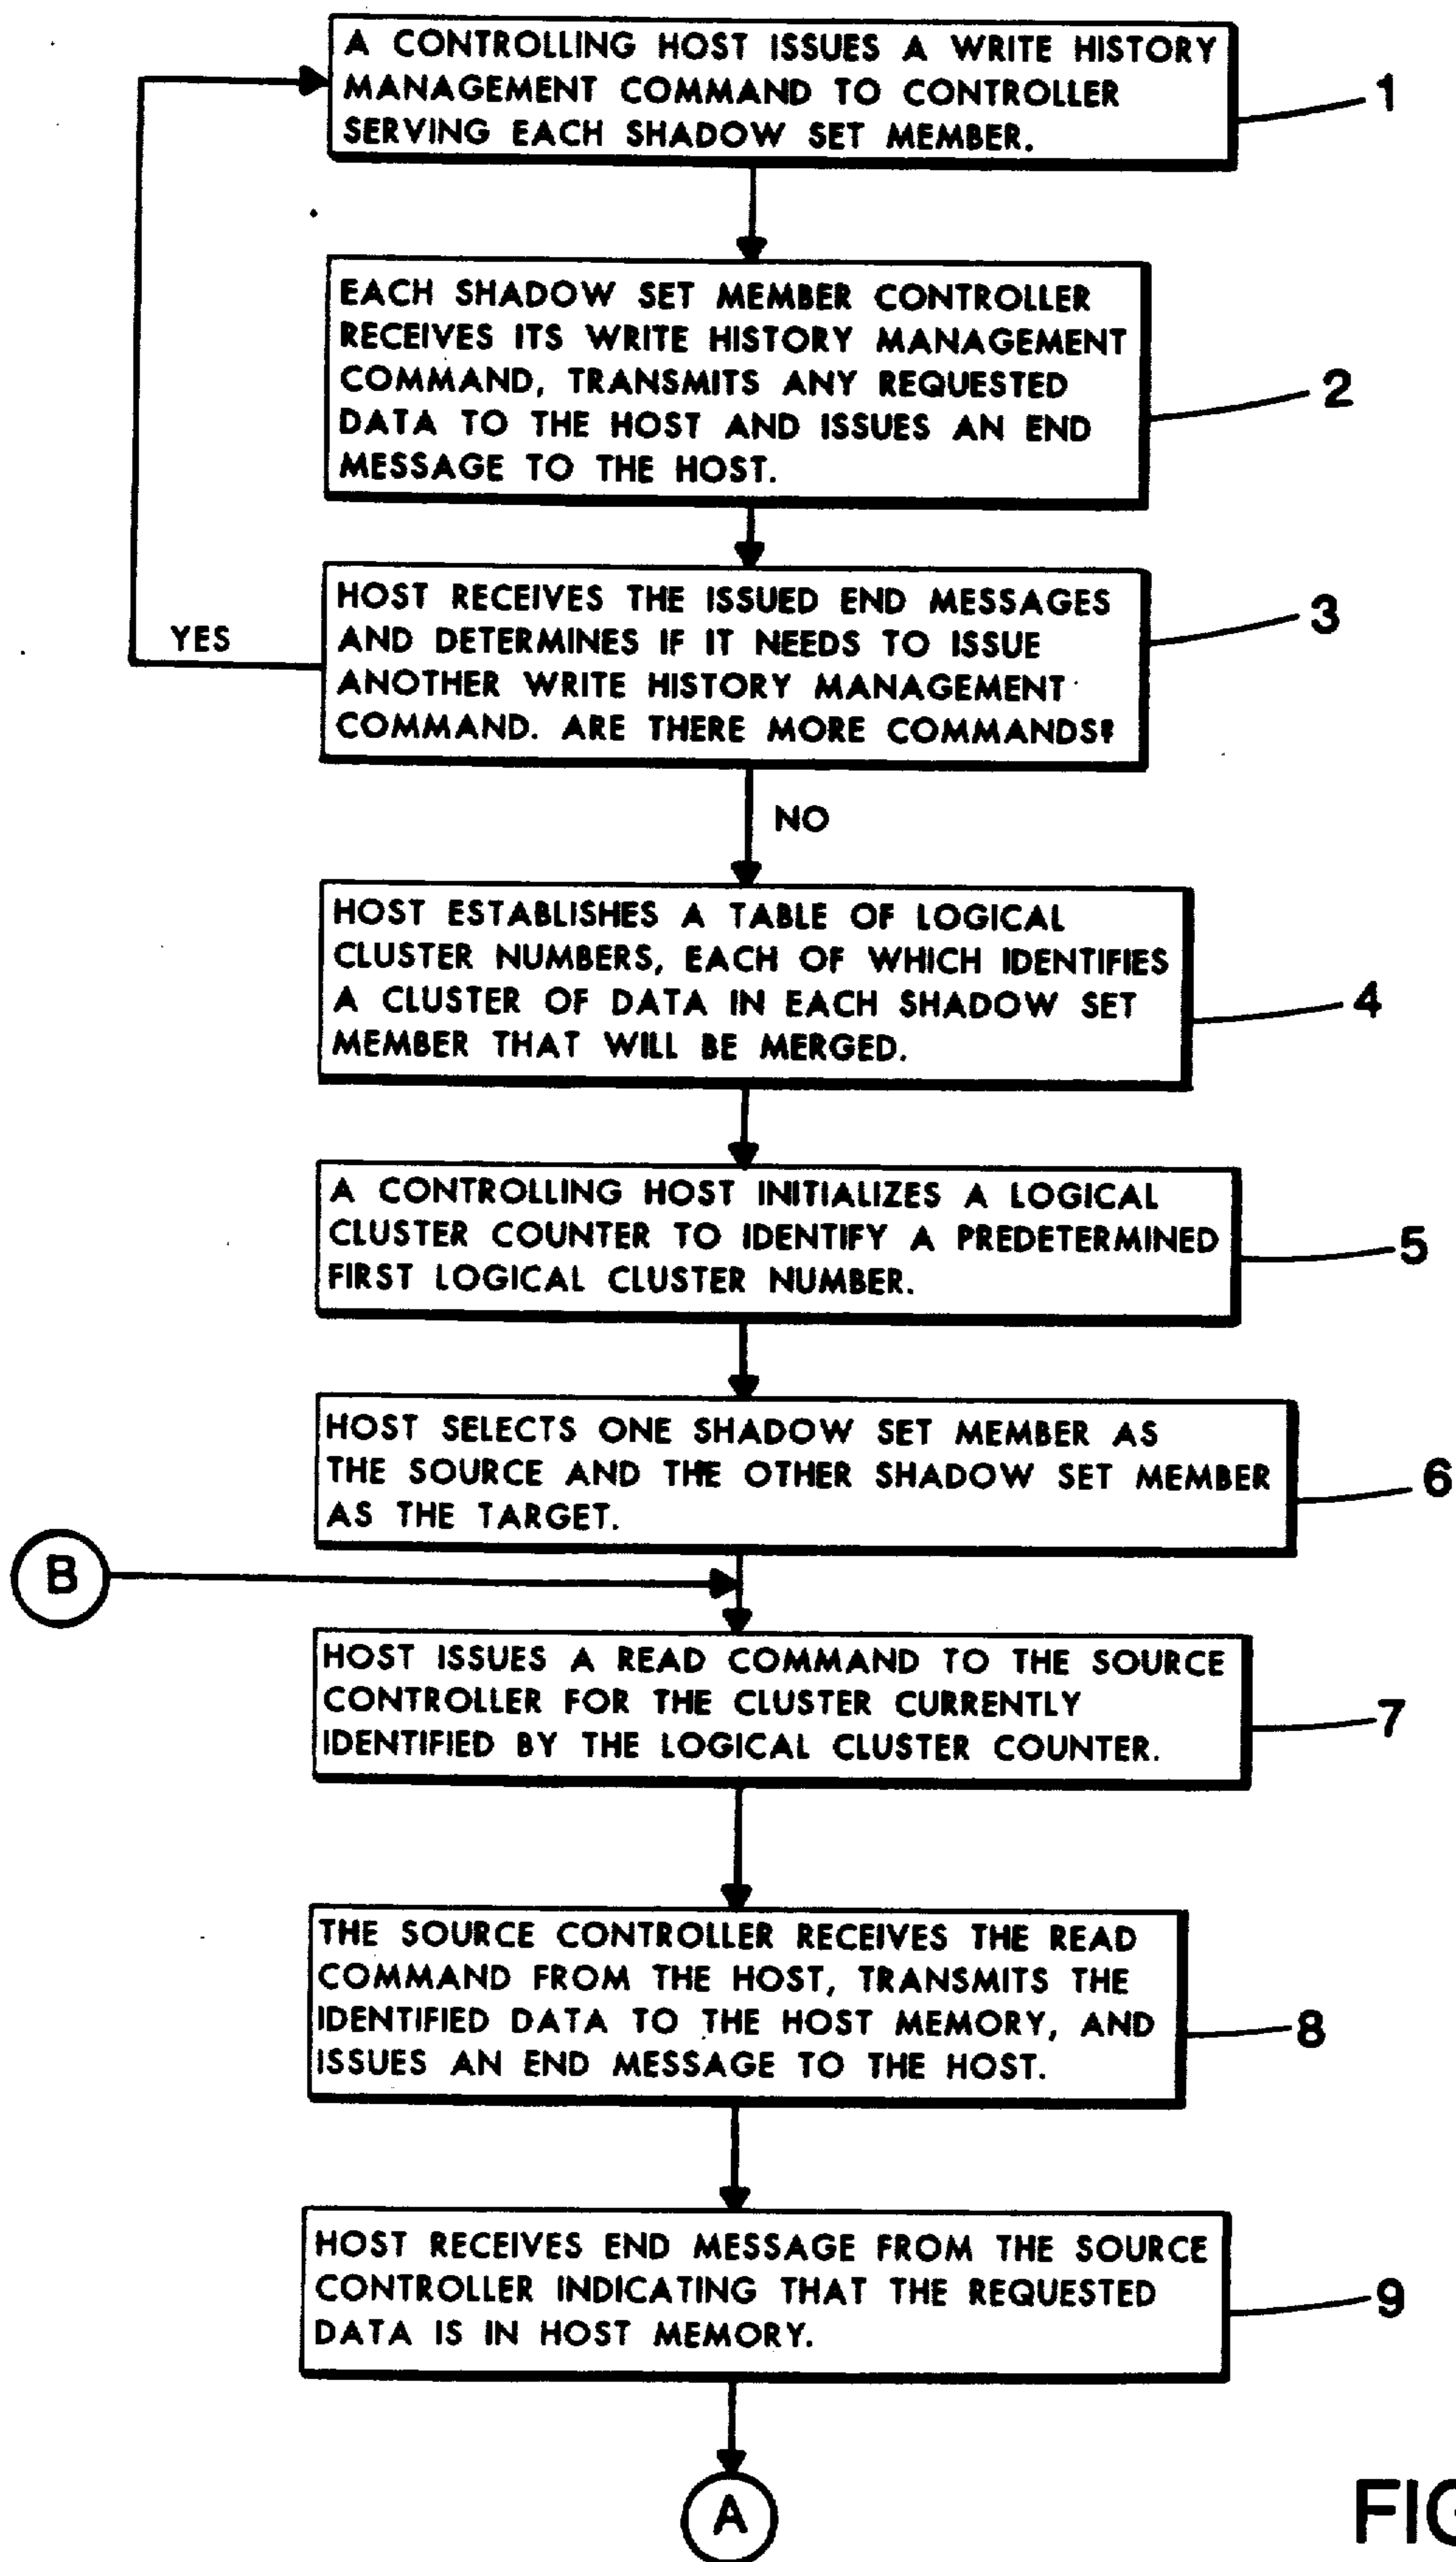 A CONTROLLING HOST ISSUES A WRITE HISTORY
MANAGEMENT COMMAND TO CONTROLLER
SERVING EACH SHADOW SET MEMBER.
1
EACH SHADOW SET MEMBER CONTROLLER
RECEIVES ITS WRITE HISTORY MANAGEMENT
COMMAND, TRANSMITS ANY REQUESTED
DATA TO THE HOST AND ISSUES AN END
MESSAGE TO THE HOST.
2
HOST RECEIVES THE ISSUED END MESSAGES
AND DETERMINES IF IT NEEDS TO ISSUE
ANOTHER WRITE HISTORY MANAGEMENT
COMMAND. ARE THERE MORE COMMANDS?
3
YES
NO
HOST ESTABLISHES A TABLE OF LOGICAL
CLUSTER NUMBERS, EACH OF WHICH IDENTIFIES
A CLUSTER OF DATA IN EACH SHADOW SET
MEMBER THAT WILL BE MERGED.
4
A CONTROLLING HOST INITIALIZES A LOGICAL
CLUSTER COUNTER TO IDENTIFY A PREDETERMINED
FIRST LOGICAL CLUSTER NUMBER.
5
HOST SELECTS ONE SHADOW SET MEMBER AS
THE SOURCE AND THE OTHER SHADOW SET MEMBER
AS THE TARGET.
6
B
HOST ISSUES A READ COMMAND TO THE SOURCE
CONTROLLER FOR THE CLUSTER CURRENTLY
IDENTIFIED BY THE LOGICAL CLUSTER COUNTER.
7
THE SOURCE CONTROLLER RECEIVES THE READ
COMMAND FROM THE HOST, TRANSMITS THE
IDENTIFIED DATA TO THE HOST MEMORY, AND
ISSUES AN END MESSAGE TO THE HOST.
8
HOST RECEIVES END MESSAGE FROM THE SOURCE
CONTROLLER INDICATING THAT THE REQUESTED
DATA IS IN HOST MEMORY.
9
A
FIG